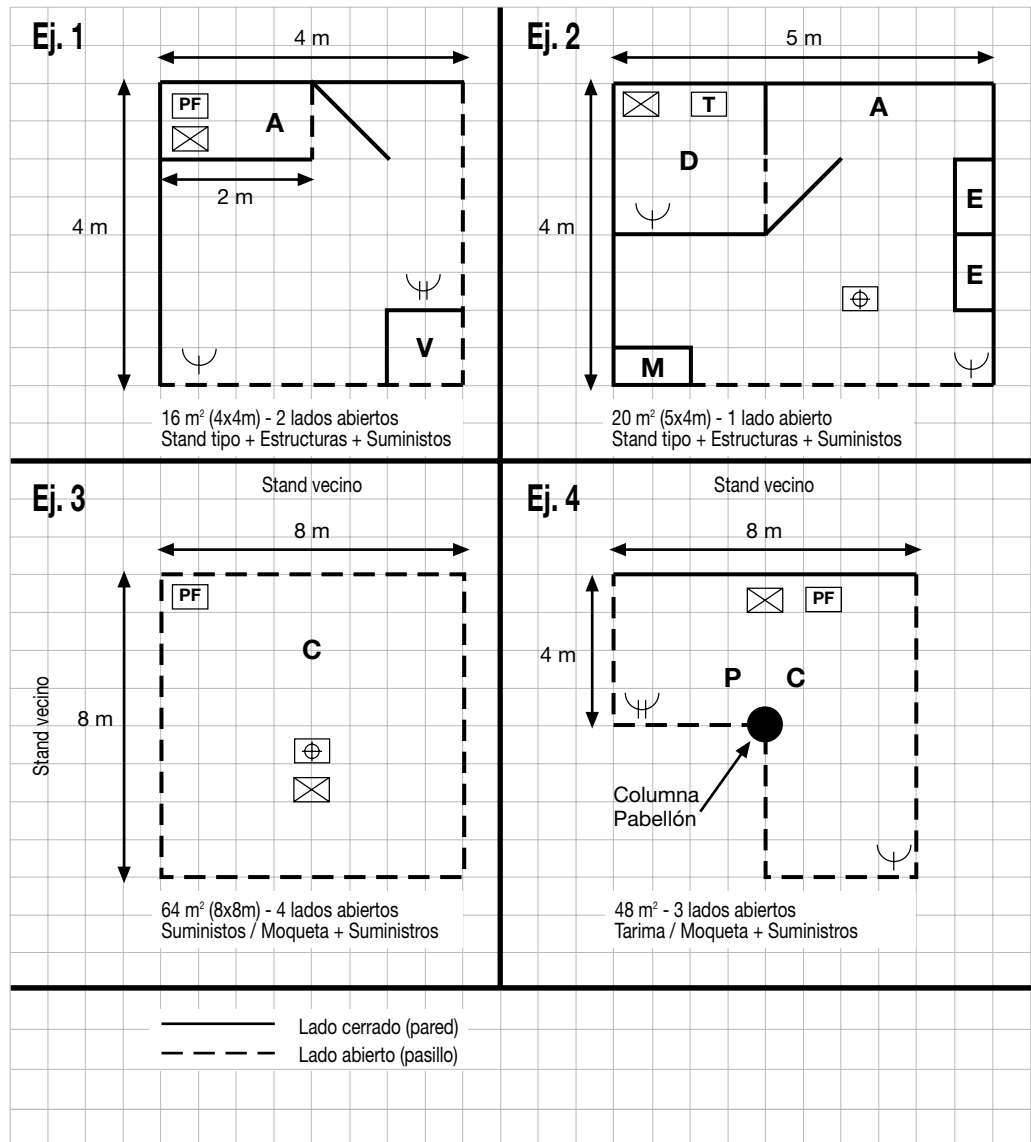 Ej. 1
4 m
PF
A
2 m
4 m
V
16 m² (4x4m) - 2 lados abiertos
Stand tipo + Estructuras + Suministos
Ej. 2
5 m
T
A
D
E
4 m
E
M
20 m² (5x4m) - 1 lado abierto
Stand tipo + Estructuras + Suministos
Ej. 3
Stand vecino
8 m
PF
C
Stand vecino
8 m
64 m² (8x8m) - 4 lados abiertos
Suministos / Moqueta + Suministros
Ej. 4
Stand vecino
8 m
PF
4 m
P C
Columna
Pabellón
48 m² - 3 lados abiertos
Tarima / Moqueta + Suministros
Lado cerrado (pared)
Lado abierto (pasillo)